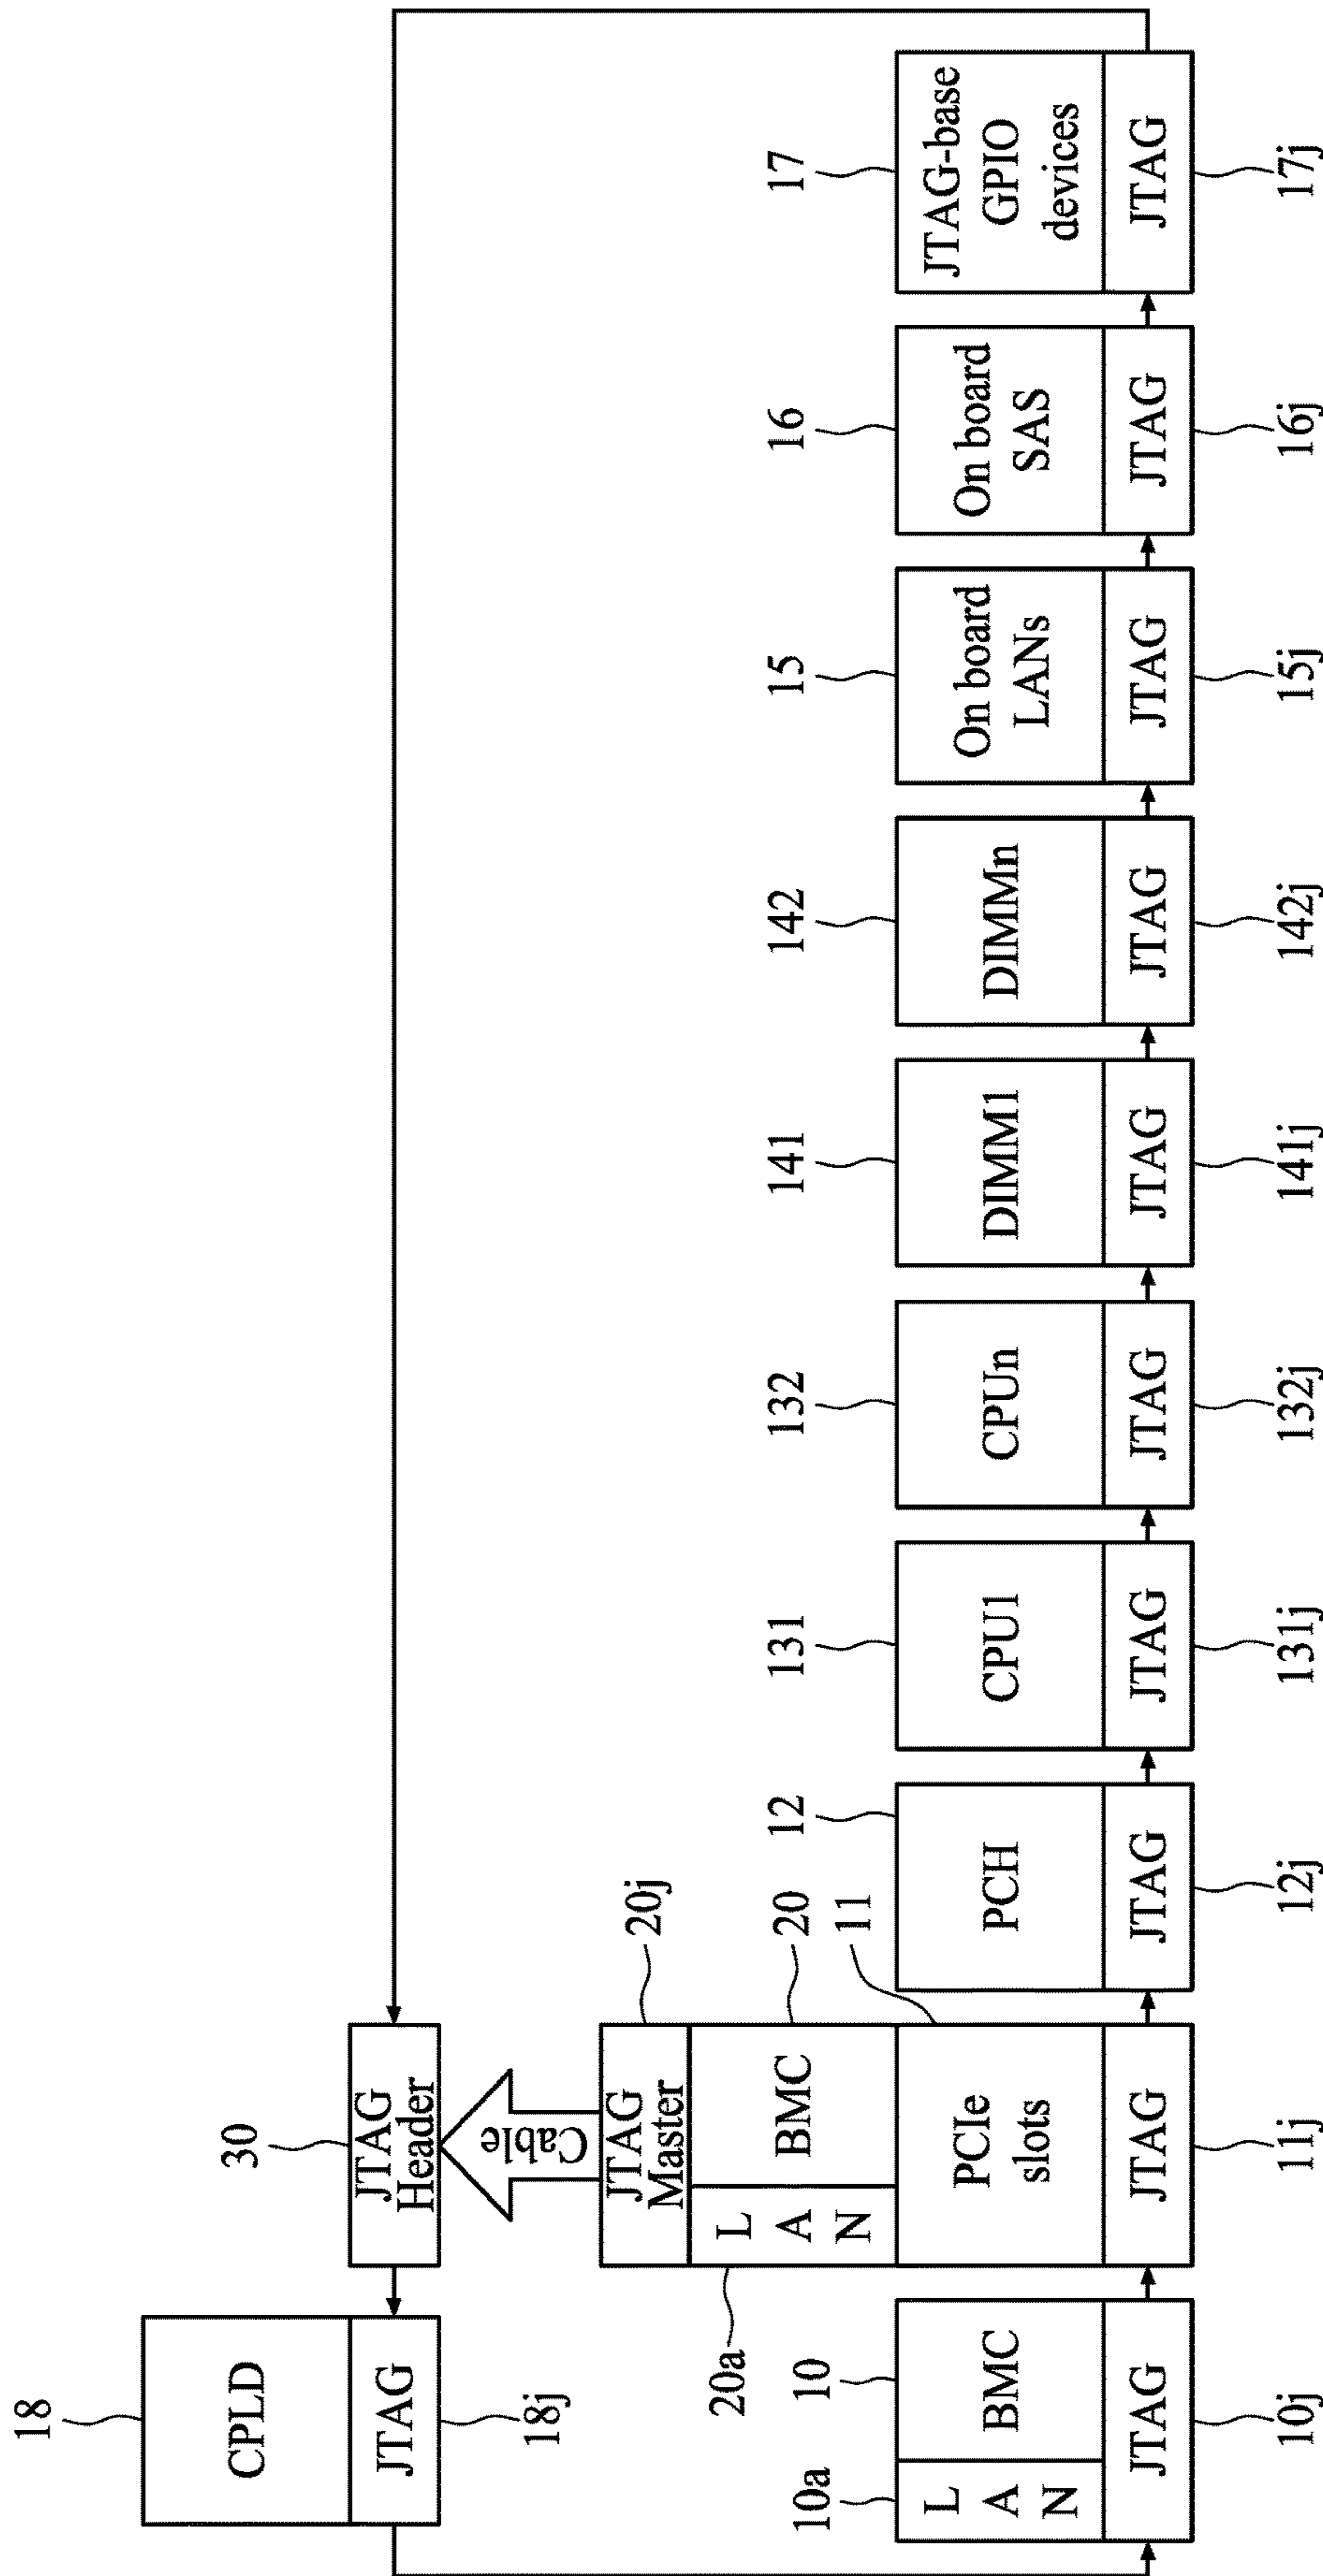 18
CPLD
JTAG
18j
30
JTAG
Header
Cable
JTAG
Master
20j
L
A
N
20a
BMC
20
11
PCIe
slots
JTAG
11j
10a
L
A
N
10
BMC
JTAG
10j
12
PCH
JTAG
12j
131
CPU1
JTAG
131j
132
CPUn
JTAG
132j
141
DIMM1
JTAG
141j
142
DIMMn
JTAG
142j
15
On board
LANs
JTAG
15j
16
On board
SAS
JTAG
16j
17
JTAG-base
GPIO
devices
JTAG
17j